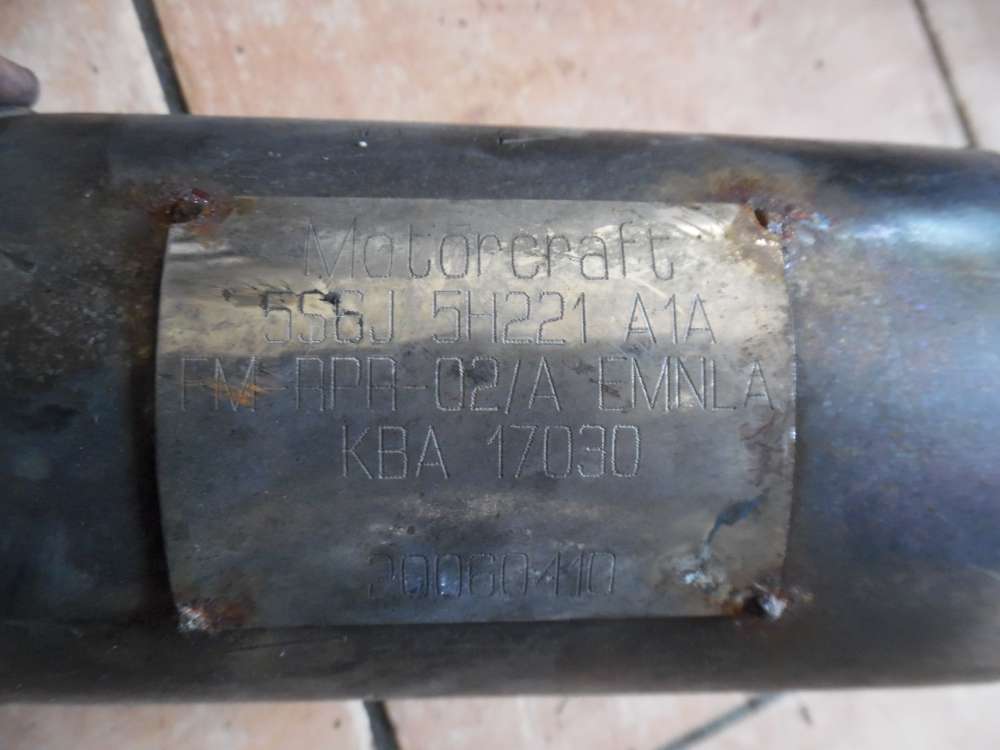 Motorcraft
5S6J 5H221 A1A
FM-RPR-02/A EMNLA
KBA 17030
20060410